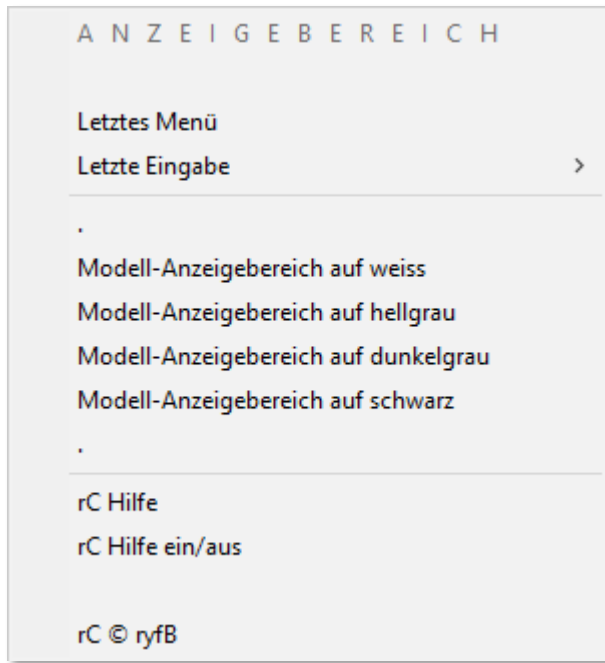 A N Z E I G E B E R E I C H
Letztes Menü
Letzte Eingabe >
.
Modell-Anzeigebereich auf weiss
Modell-Anzeigebereich auf hellgrau
Modell-Anzeigebereich auf dunkelgrau
Modell-Anzeigebereich auf schwarz
.
rC Hilfe
rC Hilfe ein/aus
rC © ryfB